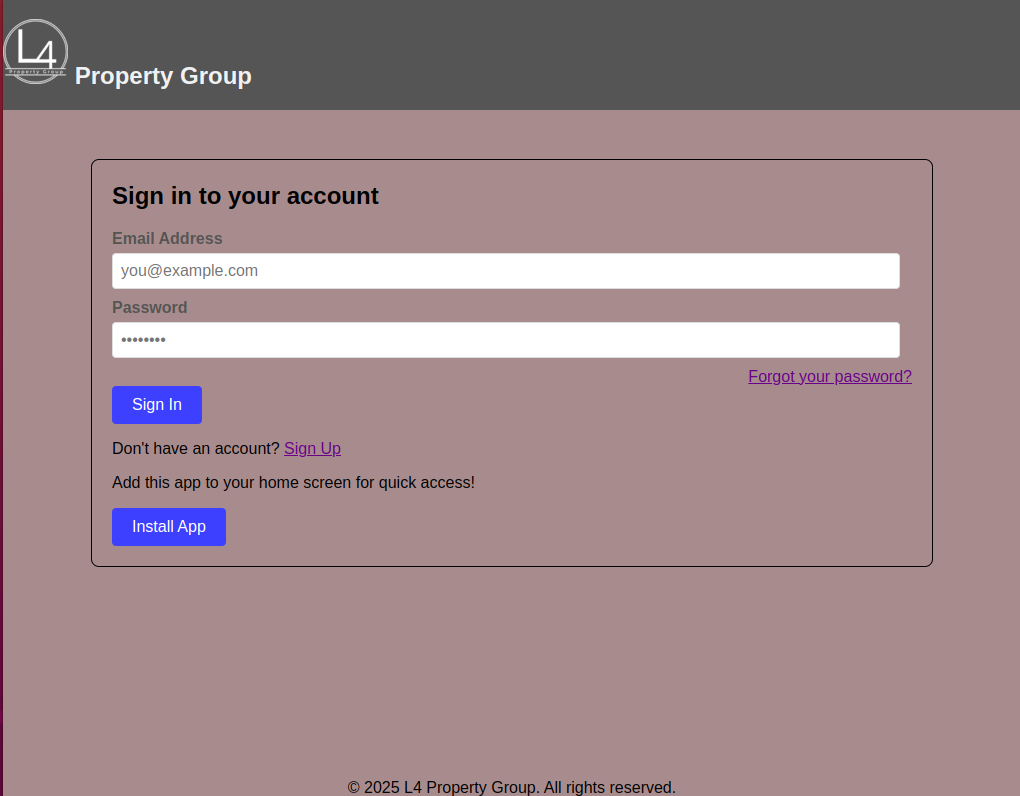 L4
Property Group
Property Group
Sign in to your account
Email Address
you@example.com
Password
••••••••
Forgot your password?
Sign In
Don't have an account? Sign Up
Add this app to your home screen for quick access!
Install App
© 2025 L4 Property Group. All rights reserved.